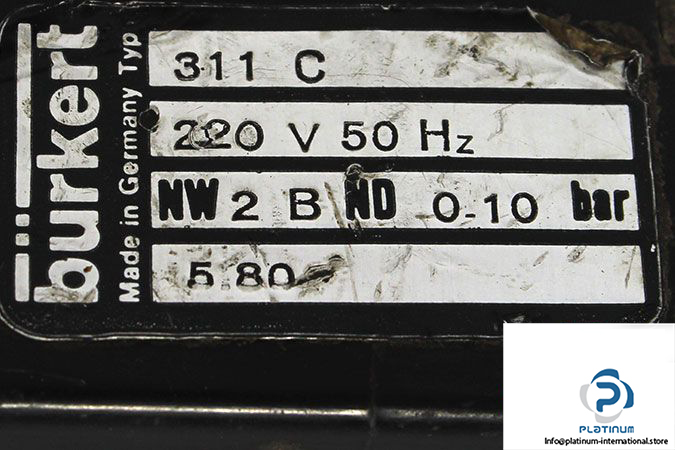 bürkert
Made in Germany Typ
311 C
220 V 50 Hz
NW 2 B ND 0-10 bar
5.80
PLATINUM
Info@platinum-international.store